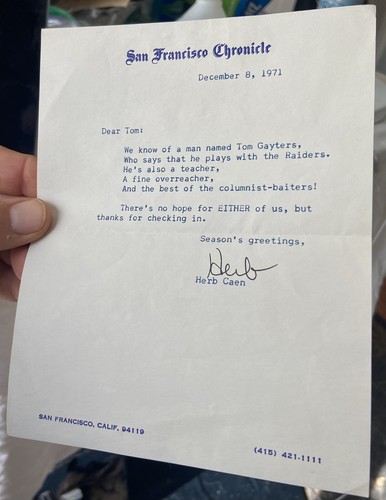 San Francisco Chronicle
December 8, 1971
Dear Tom:
We know of a man named Tom Gayters,
Who says that he plays with the Raiders.
He's also a teacher,
A fine overreacher,
And the best of the columnist-baiters!
There's no hope for EITHER of us, but
thanks for checking in.
Season's greetings,
Herb
Herb Caen
SAN FRANCISCO, CALIF. 94119
(415) 421-1111